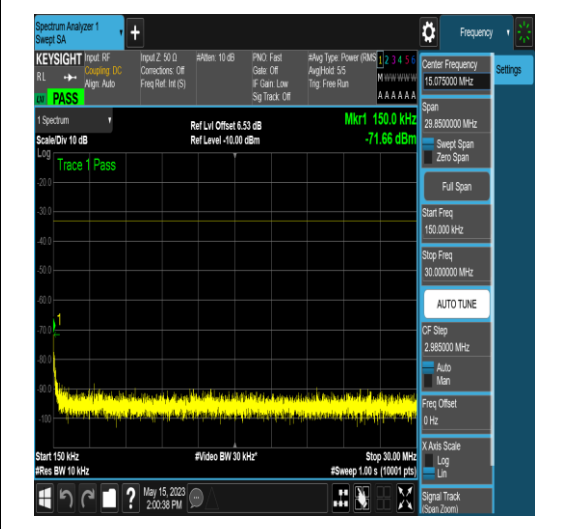 Spectrum Analyzer 1
Swept SA
Frequency
KEYSIGHT
Input: RF
Coupling: DC
Align: Auto
Input Z: 50 Ω
Corrections: Off
Freq Ref: Int (S)
#Atten: 10 dB
PNO: Fast
Gate: Off
IF Gain: Low
Sig Track: Off
#Avg Type: Power (RMS
Avg|Hold: 5/5
Trig: Free Run
1 2 3 4 5 6
M W W W W W
A A A A A A
RL
PASS
1 Spectrum
Scale/Div 10 dB
Ref Lvl Offset 6.53 dB
Ref Level -10.00 dBm
Mkr1 150.0 kHz
-71.66 dBm
Log
Trace 1 Pass
-20.0
-30.0
-40.0
-50.0
-60.0
-70.0
-80.0
-90.0
-100
1
Start 150 kHz
#Res BW 10 kHz
#Video BW 30 kHz*
Stop 30.00 MHz
#Sweep 1.00 s (10001 pts)
May 15, 2023
2:00:38 PM
Center Frequency
15.075000 MHz
Settings
Span
29.8500000 MHz
Swept Span
Zero Span
Full Span
Start Freq
150.000 kHz
Stop Freq
30.000000 MHz
AUTO TUNE
CF Step
2.985000 MHz
Auto
Man
Freq Offset
0 Hz
X Axis Scale
Log
Lin
Signal Track
(Span Zoom)